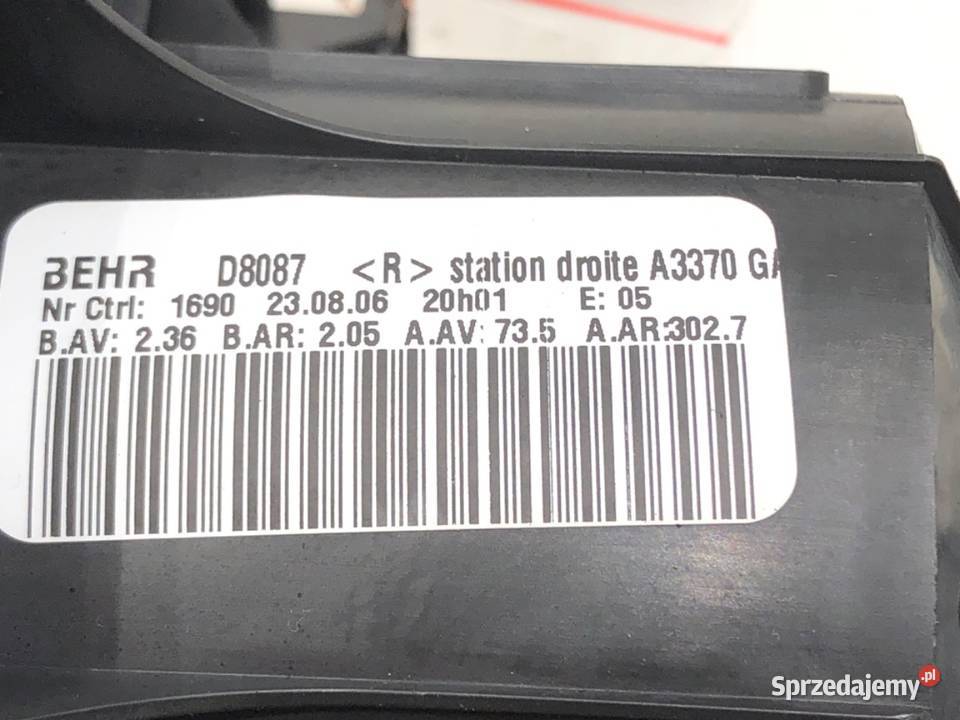 BEHR D8087 <R> station droite A3370 GA
Nr Ctrl: 1690 23.08.06 20h01 E: 05
B.AV: 2.36 B.AR: 2.05 A.AV: 73.5 A.AR:302.7
Sprzedajemy.pl